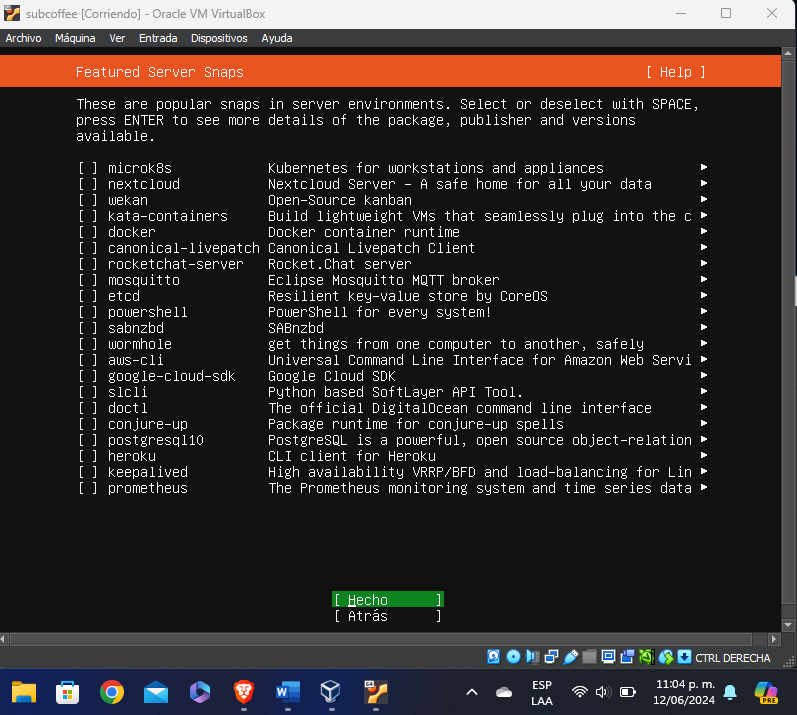 subcoffee [Corriendo] - Oracle VM VirtualBox
Archivo Máquina Ver Entrada Dispositivos Ayuda
Featured Server Snaps [ Help ]
These are popular snaps in server environments. Select or deselect with SPACE,
press ENTER to see more details of the package, publisher and versions
available.
[ ] microk8s Kubernetes for workstations and appliances ▸
[ ] nextcloud Nextcloud Server - A safe home for all your data ▸
[ ] wekan Open-Source kanban ▸
[ ] kata-containers Build lightweight VMs that seamlessly plug into the c ▸
[ ] docker Docker container runtime ▸
[ ] canonical-livepatch Canonical Livepatch Client ▸
[ ] rocketchat-server Rocket.Chat server ▸
[ ] mosquitto Eclipse Mosquitto MQTT broker ▸
[ ] etcd Resilient key-value store by CoreOS ▸
[ ] powershell PowerShell for every system! ▸
[ ] sabnzbd SABnzbd ▸
[ ] wormhole get things from one computer to another, safely ▸
[ ] aws-cli Universal Command Line Interface for Amazon Web Servi ▸
[ ] google-cloud-sdk Google Cloud SDK ▸
[ ] slcli Python based SoftLayer API Tool. ▸
[ ] doctl The official DigitalOcean command line interface ▸
[ ] conjure-up Package runtime for conjure-up spells ▸
[ ] postgresql10 PostgreSQL is a powerful, open source object-relation ▸
[ ] heroku CLI client for Heroku ▸
[ ] keepalived High availability VRRP/BFD and load-balancing for Lin ▸
[ ] prometheus The Prometheus monitoring system and time series data ▸
[ Hecho ]
[ Atrás ]
CTRL DERECHA
ESP
LAA
11:04 p. m.
12/06/2024
PRE